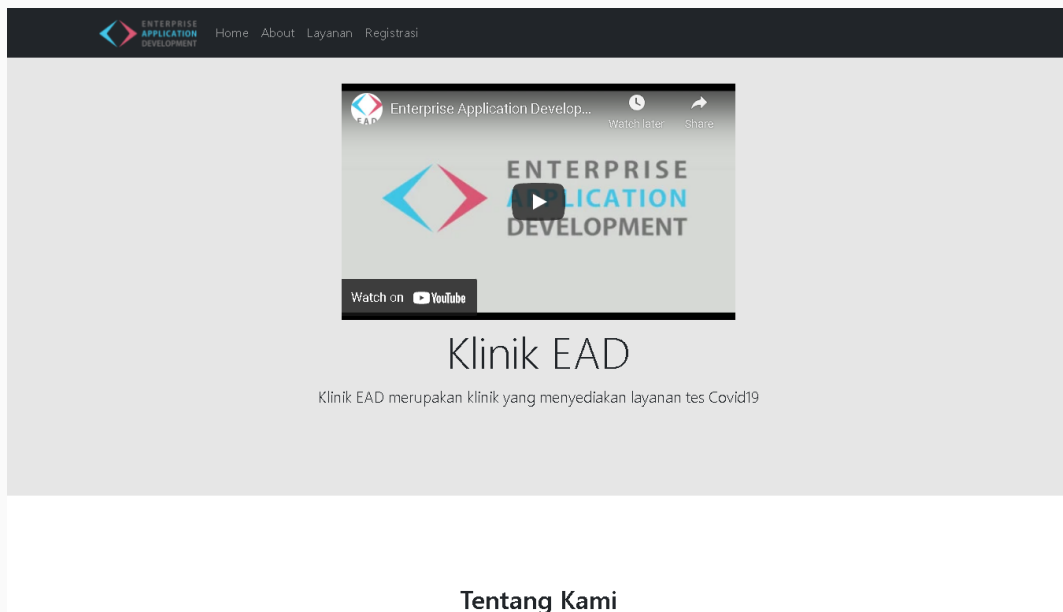 ENTERPRISE
APPLICATION
DEVELOPMENT
Home About Layanan Registrasi
EAD
Enterprise Application Develop...
Watch later Share
ENTERPRISE
APPLICATION
DEVELOPMENT
Watch on YouTube
Klinik EAD
Klinik EAD merupakan klinik yang menyediakan layanan tes Covid19
Tentang Kami